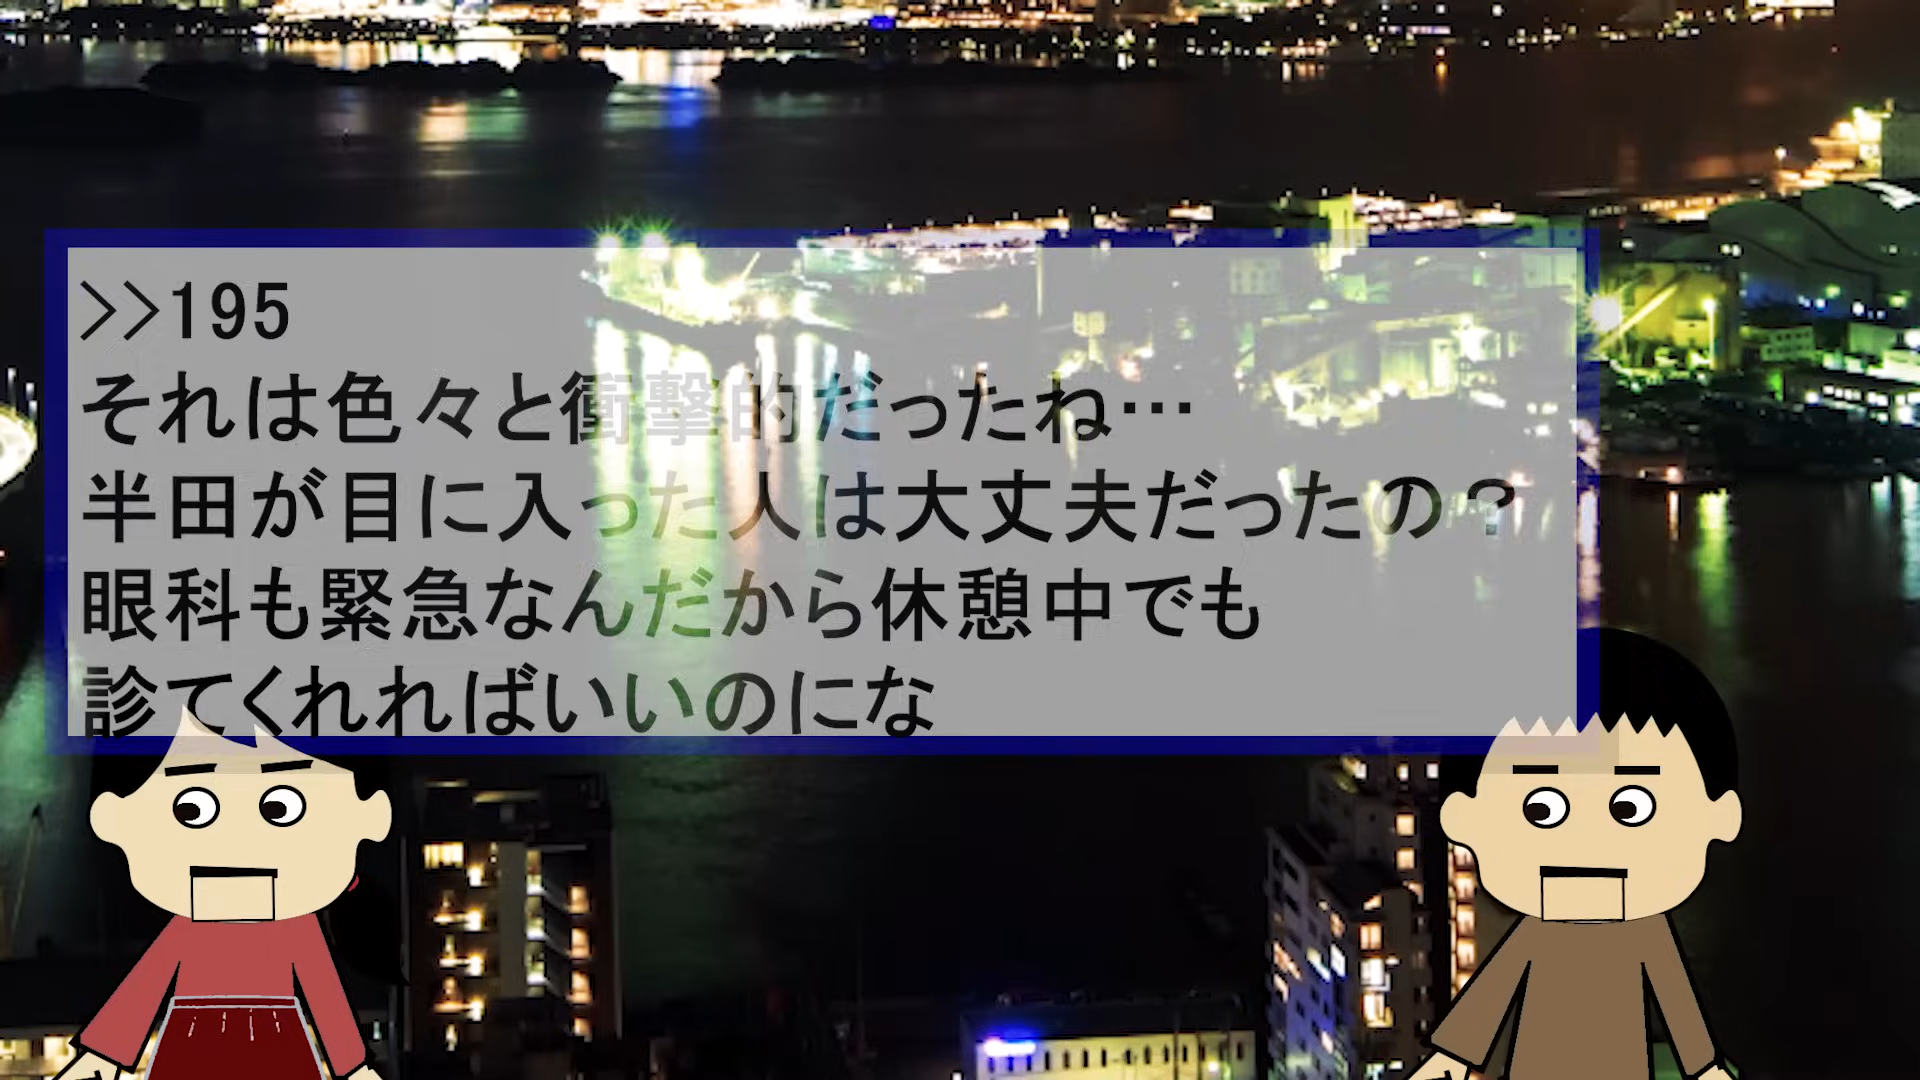 >>195
それは色々と衝撃的だったね…
半田が目に入った人は大丈夫だったの？
眼科も緊急なんだから休憩中でも
診てくれればいいのにな